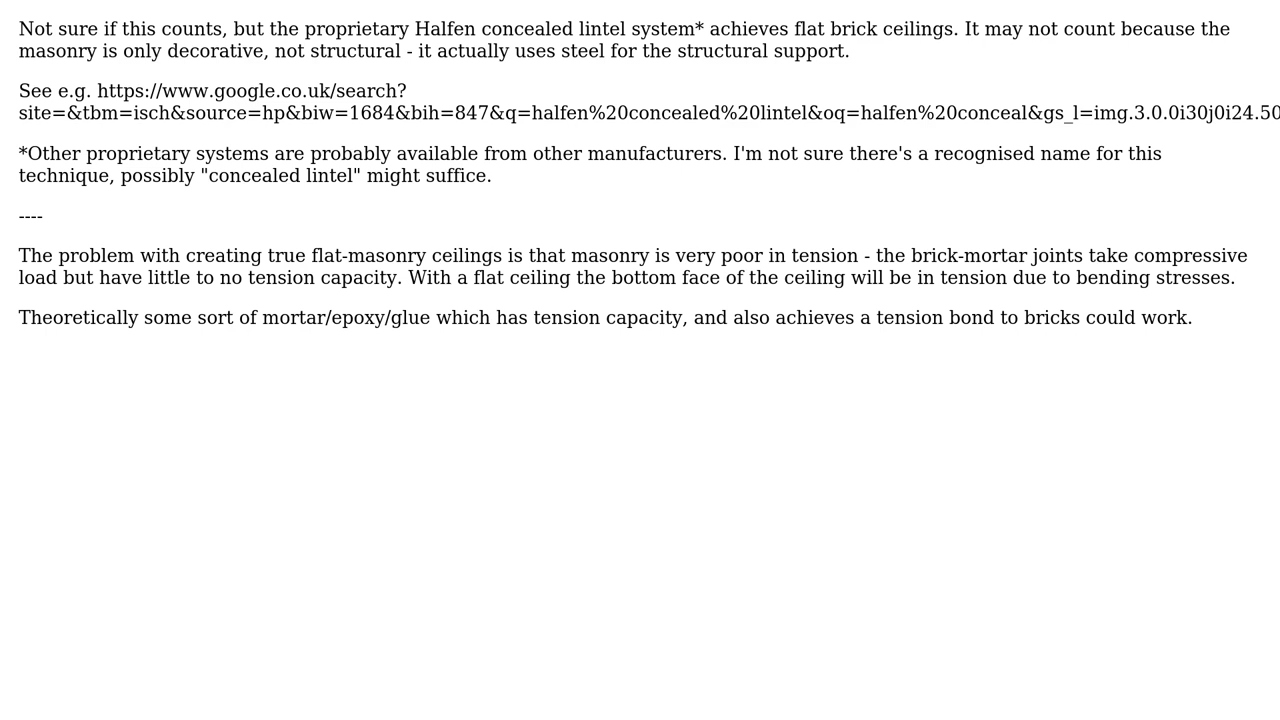 Not sure if this counts, but the proprietary Halfen concealed lintel system* achieves flat brick ceilings. It may not count because the
masonry is only decorative, not structural - it actually uses steel for the structural support.
See e.g. https://www.google.co.uk/search?
site=&tbm=isch&source=hp&biw=1684&bih=847&q=halfen%20concealed%20lintel&oq=halfen%20conceal&gs_l=img.3.0.0i30j0i24.50
*Other proprietary systems are probably available from other manufacturers. I'm not sure there's a recognised name for this
technique, possibly "concealed lintel" might suffice.
----
The problem with creating true flat-masonry ceilings is that masonry is very poor in tension - the brick-mortar joints take compressive
load but have little to no tension capacity. With a flat ceiling the bottom face of the ceiling will be in tension due to bending stresses.
Theoretically some sort of mortar/epoxy/glue which has tension capacity, and also achieves a tension bond to bricks could work.